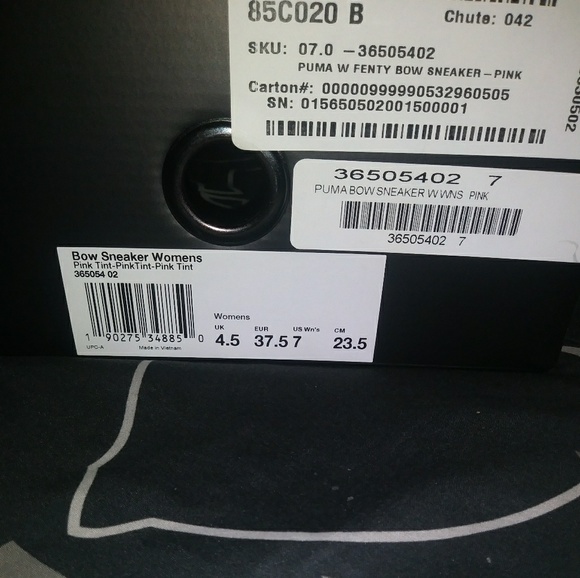 85C020 B
Chute: 042
SKU: 07.0 -36505402
PUMA W FENTY BOW SNEAKER-PINK
Carton#: 00000999990532960505
SN: 015650502001500001
36505402 7
PUMA BOW SNEAKER W WNS PINK
36505402 7
Bow Sneaker Womens
Pink Tint-PinkTint-Pink Tint
365054 02
1 90275 34885 0
UPC-A Made in Vietnam
Womens
UK EUR US Wn's CM
4.5 37.5 7 23.5